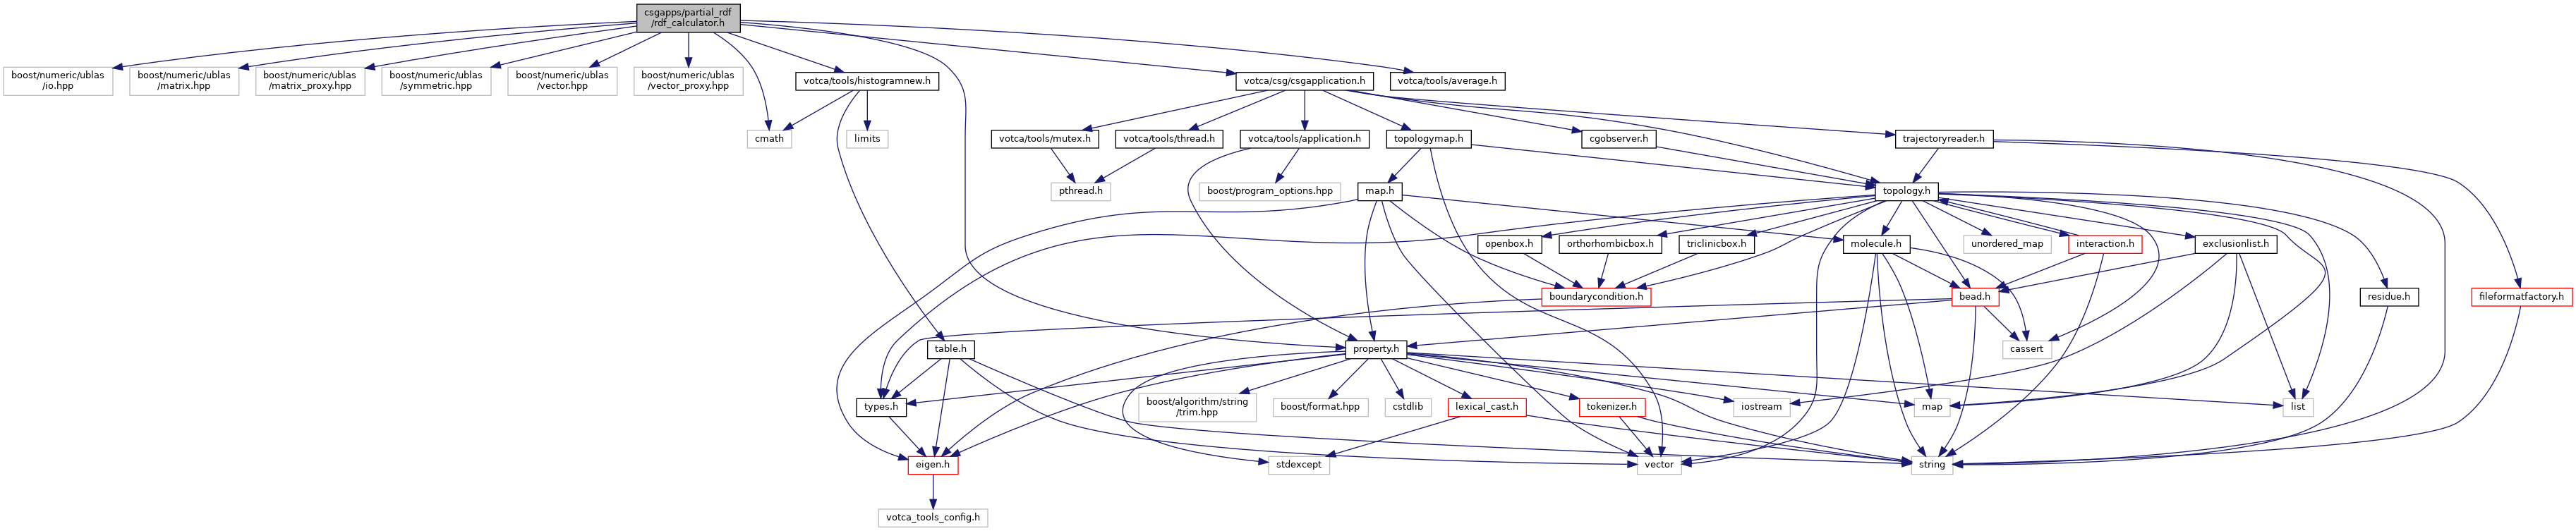 csgapps/partial_rdf
/rdf_calculator.h
boost/numeric/ublas
/io.hpp
boost/numeric/ublas
/matrix.hpp
boost/numeric/ublas
/matrix_proxy.hpp
boost/numeric/ublas
/symmetric.hpp
boost/numeric/ublas
/vector.hpp
boost/numeric/ublas
/vector_proxy.hpp
votca/tools/histogramnew.h
votca/csg/csgapplication.h
votca/tools/average.h
cmath
limits
votca/tools/mutex.h
votca/tools/thread.h
votca/tools/application.h
topologymap.h
cgobserver.h
trajectoryreader.h
pthread.h
boost/program_options.hpp
map.h
topology.h
openbox.h
orthorhombicbox.h
triclinicbox.h
molecule.h
unordered_map
interaction.h
exclusionlist.h
boundarycondition.h
bead.h
residue.h
fileformatfactory.h
table.h
property.h
cassert
types.h
boost/algorithm/string
/trim.hpp
boost/format.hpp
cstdlib
lexical_cast.h
tokenizer.h
iostream
map
list
eigen.h
stdexcept
vector
string
votca_tools_config.h